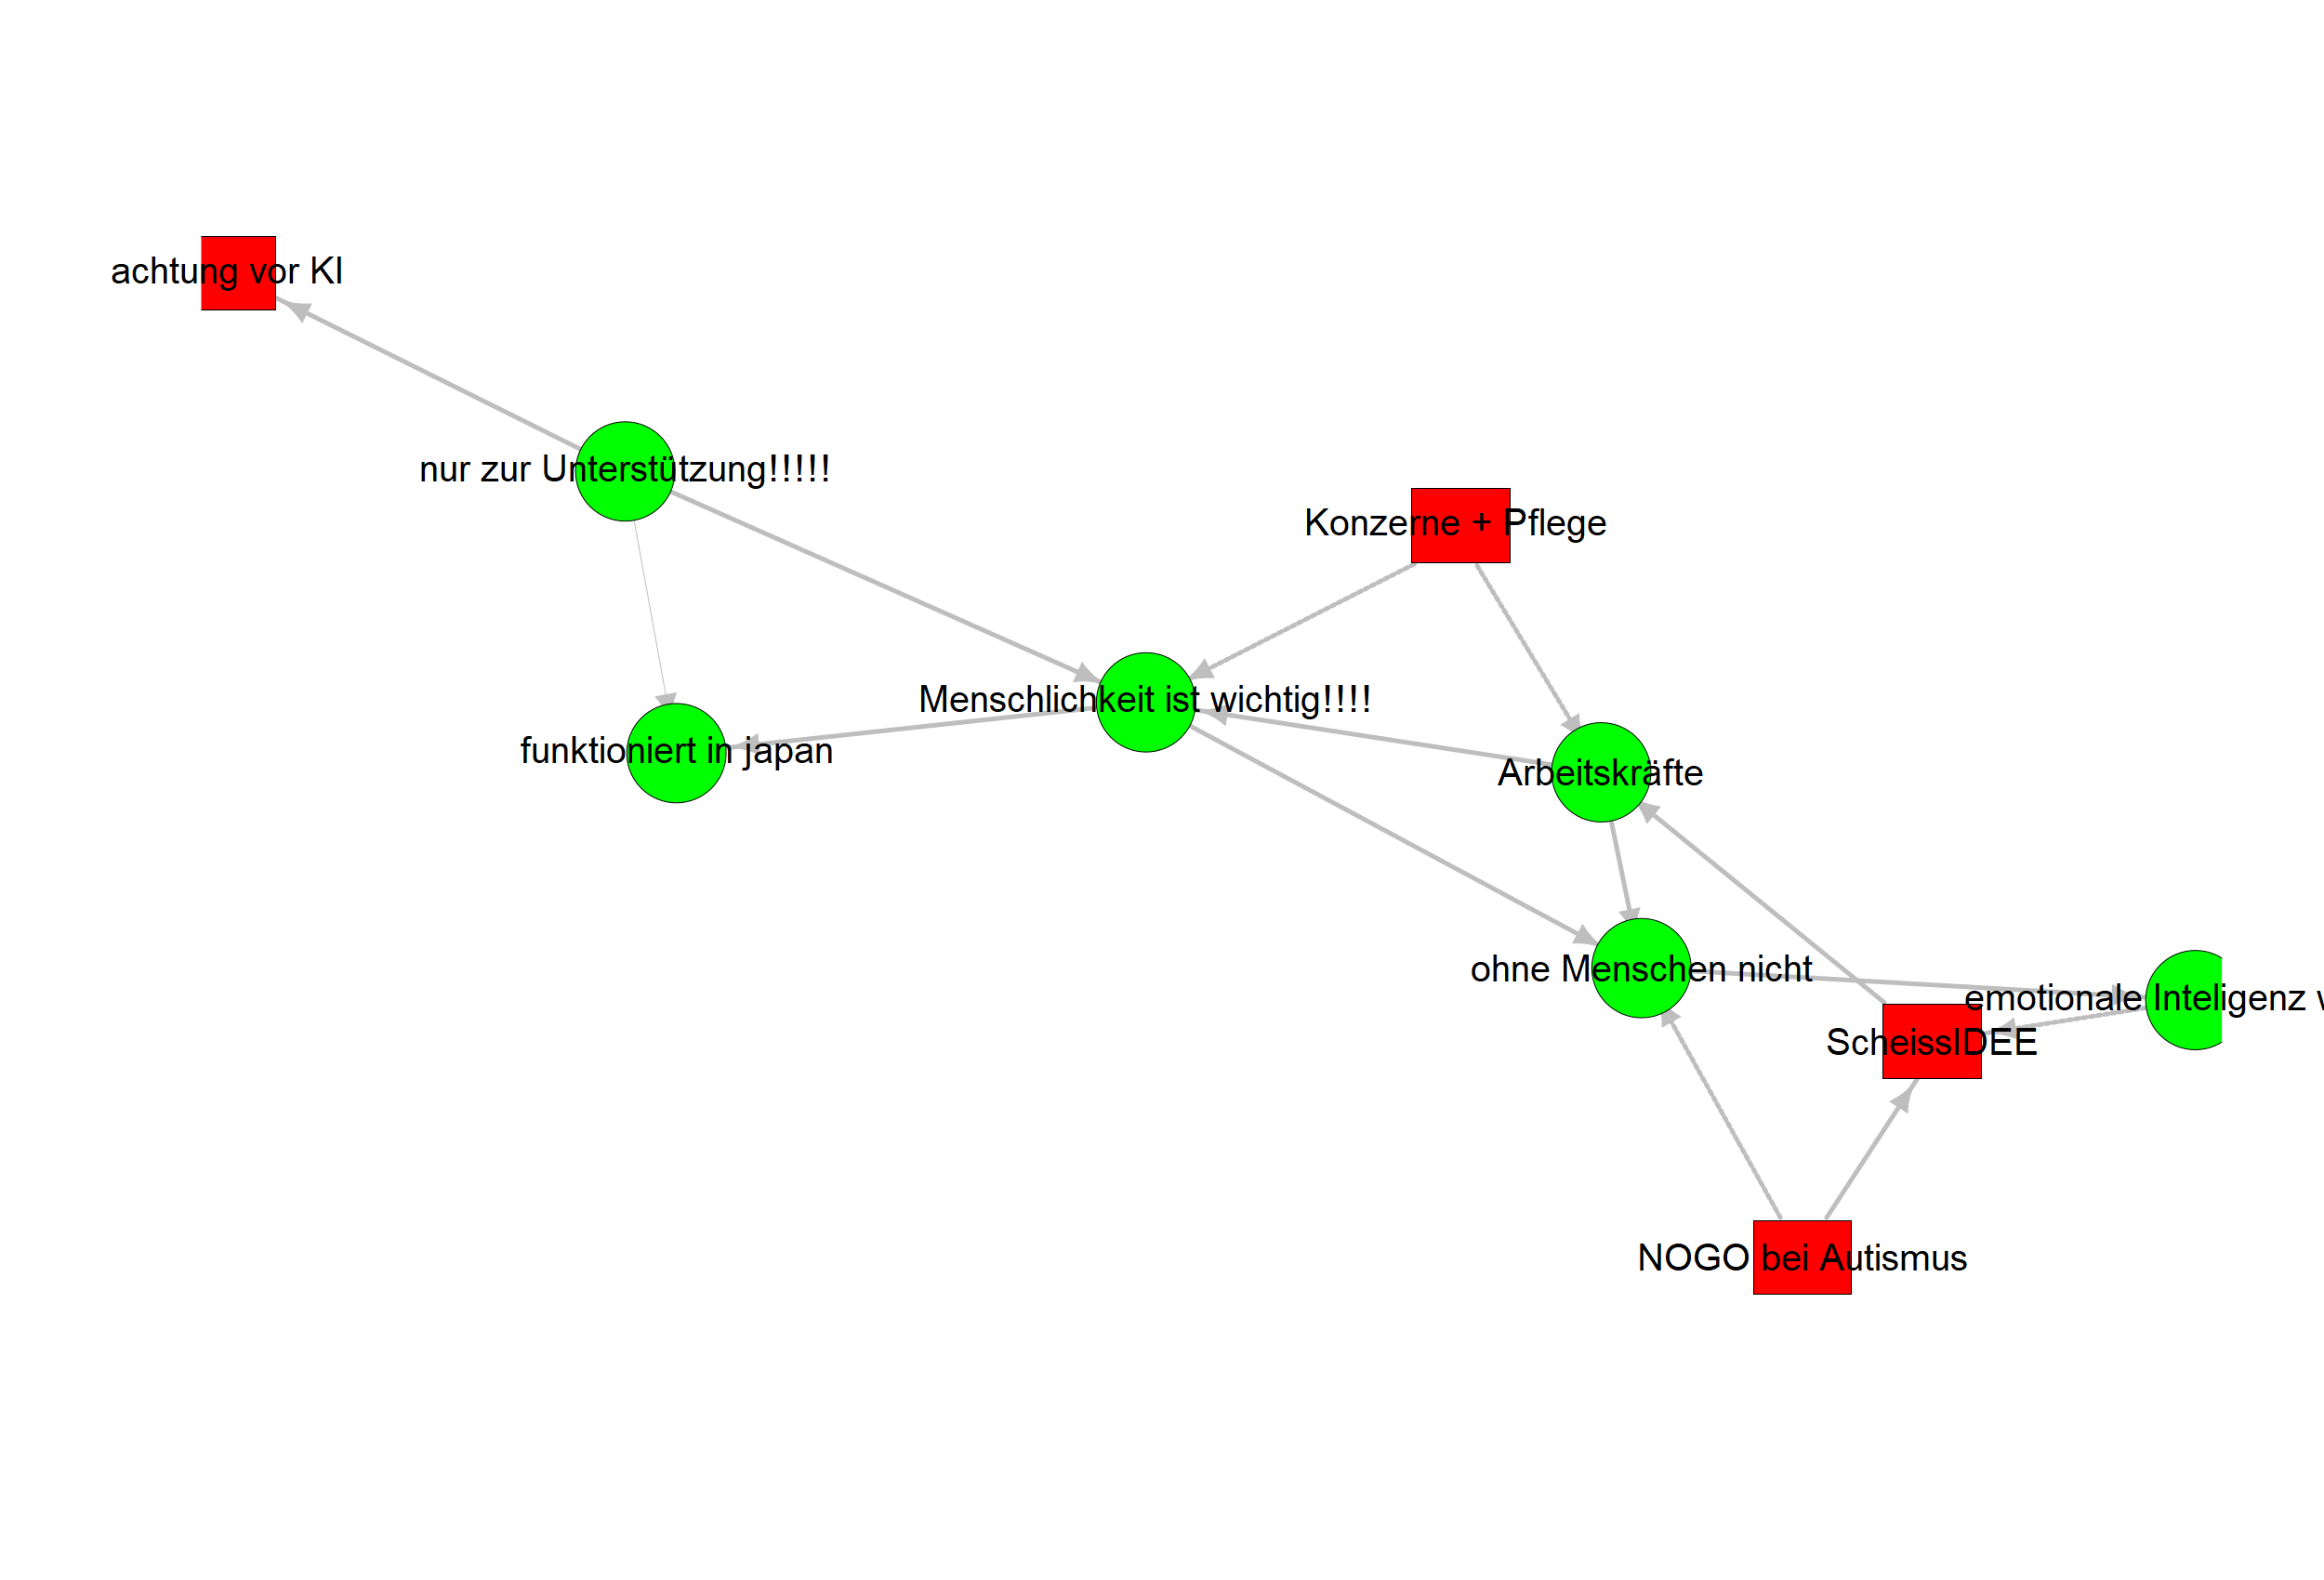 achtung vor KI
nur zur Unterstützung!!!!!
Konzerne + Pflege
Menschlichkeit ist wichtig!!!!
funktioniert in japan
Arbeitskräfte
ohne Menschen nicht
emotionale Inteligenz
ScheissIDEE
NOGO bei Autismus